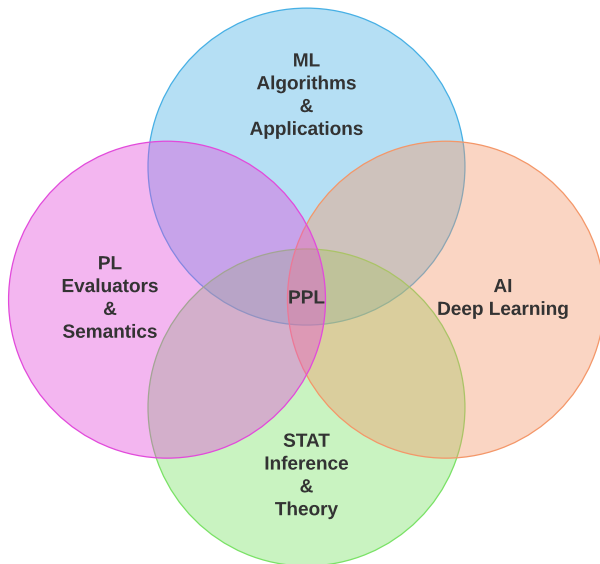 ML
Algorithms
&
Applications
PL
Evaluators
&
Semantics
PPL
AI
Deep Learning
STAT
Inference
&
Theory